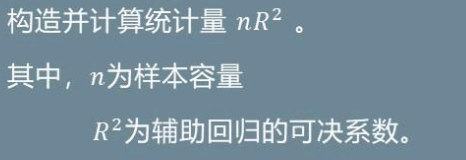 构造并计算统计量 nR² 。
其中，n为样本容量
R²为辅助回归的可决系数。